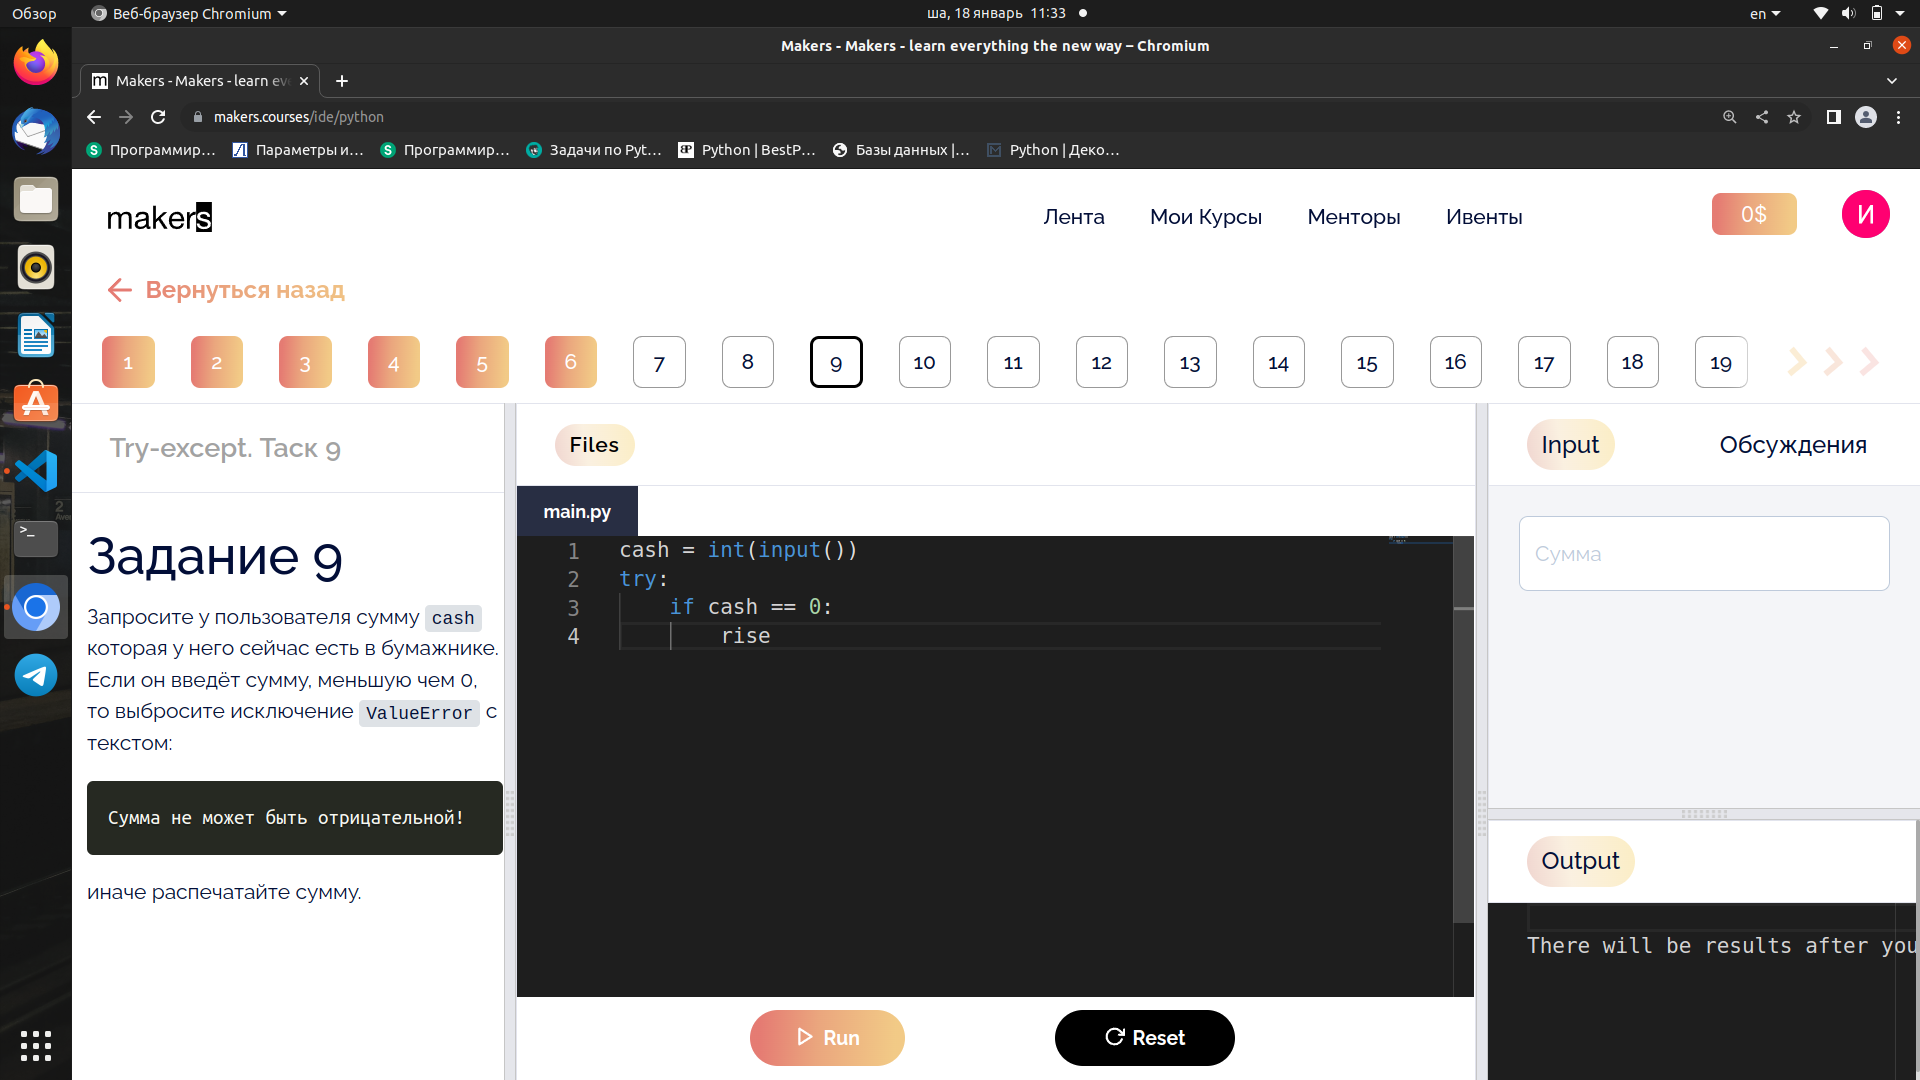 Обзор
Веб-браузер Chromium
ша, 18 январь 11:33
en
Makers - Makers - learn everything the new way – Chromium
Makers - Makers - learn eve
makers.courses/ide/python
Программир…
Параметры и…
Программир…
Задачи по Pyt…
Python | BestP…
Базы данных |…
Python | Деко…
makers
Лента
Мои Курсы
Менторы
Ивенты
0$
И
Вернуться назад
1 2 3 4 5 6 7 8 9 10 11 12 13 14 15 16 17 18 19
Try-except. Таск 9
Files
Input
Обсуждения
main.py
Задание 9
Запросите у пользователя сумму cash
которая у него сейчас есть в бумажнике.
Если он введёт сумму, меньшую чем 0,
то выбросите исключение ValueError с
текстом:
Сумма не может быть отрицательной!
иначе распечатайте сумму.
1 cash = int(input())
2 try:
3 if cash == 0:
4 rise
Сумма
Output
There will be results after you
Run
Reset